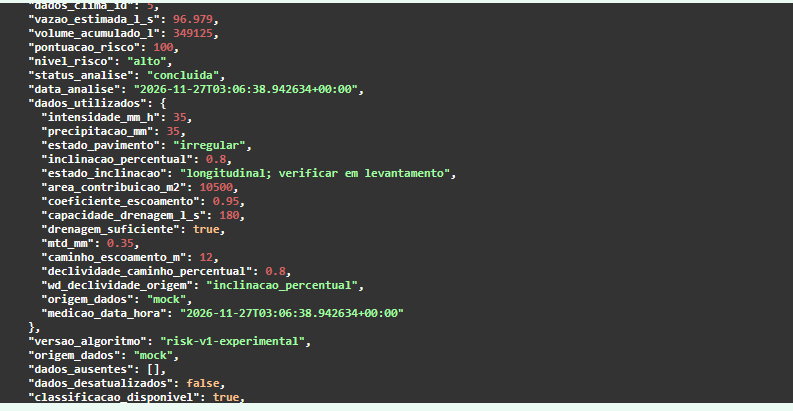 "dados_clima_id": 5,
"vazao_estimada_l_s": 96.979,
"volume_acumulado_l": 349125,
"pontuacao_risco": 100,
"nivel_risco": "alto",
"status_analise": "concluida",
"data_analise": "2026-11-27T03:06:38.942634+00:00",
"dados_utilizados": {
"intensidade_mm_h": 35,
"precipitacao_mm": 35,
"estado_pavimento": "irregular",
"inclinacao_percentual": 0.8,
"estado_inclinacao": "longitudinal; verificar em levantamento",
"area_contribuicao_m2": 10500,
"coeficiente_escoamento": 0.95,
"capacidade_drenagem_l_s": 180,
"drenagem_suficiente": true,
"mtd_mm": 0.35,
"caminho_escoamento_m": 12,
"declividade_caminho_percentual": 0.8,
"wd_declividade_origem": "inclinacao_percentual",
"origem_dados": "mock",
"medicao_data_hora": "2026-11-27T03:06:38.942634+00:00"
},
"versao_algoritmo": "risk-v1-experimental",
"origem_dados": "mock",
"dados_ausentes": [],
"dados_desatualizados": false,
"classificacao_disponivel": true,